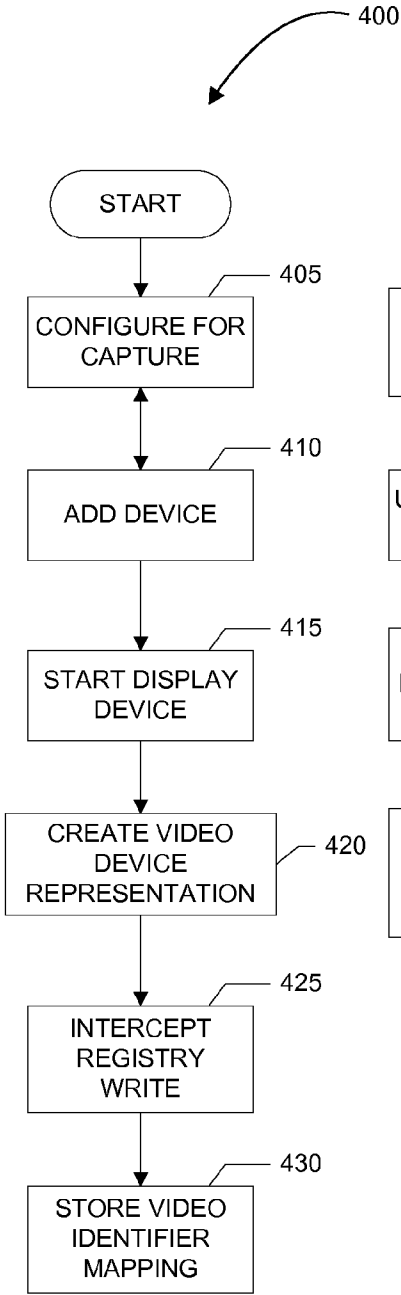 400
START
405
CONFIGURE FOR
CAPTURE
410
ADD DEVICE
415
START DISPLAY
DEVICE
CREATE VIDEO
DEVICE
REPRESENTATION
420
425
INTERCEPT
REGISTRY
WRITE
430
STORE VIDEO
IDENTIFIER
MAPPING